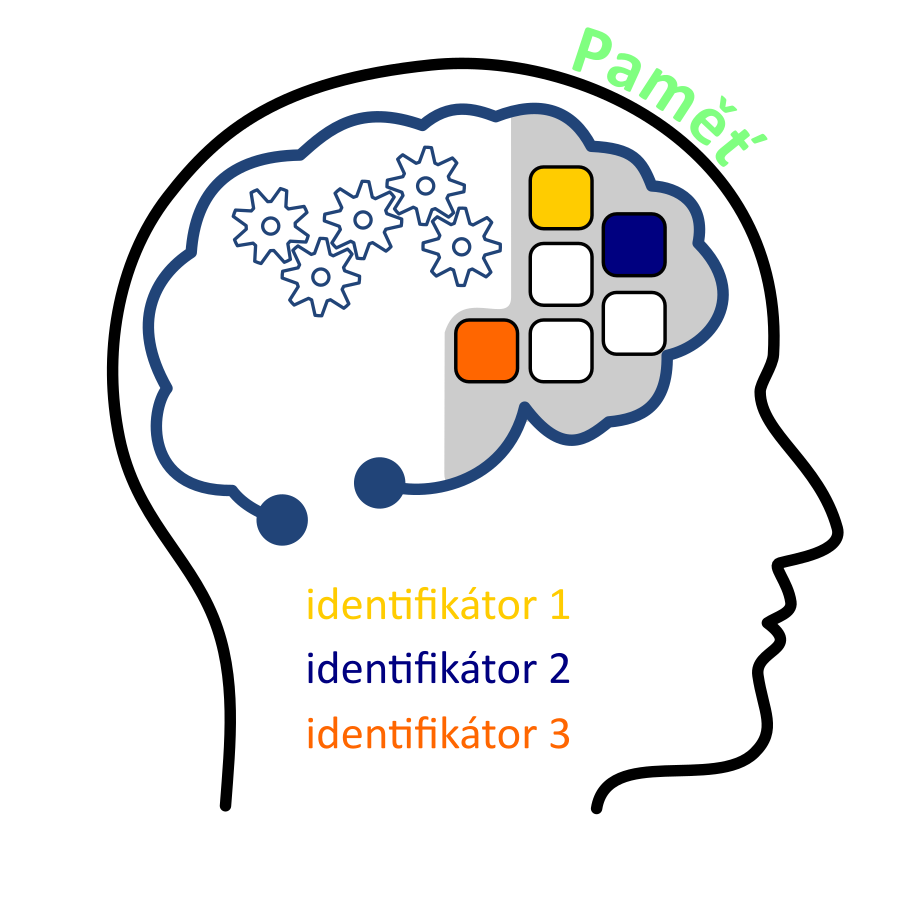 Paměť
identifikátor 1
identifikátor 2
identifikátor 3